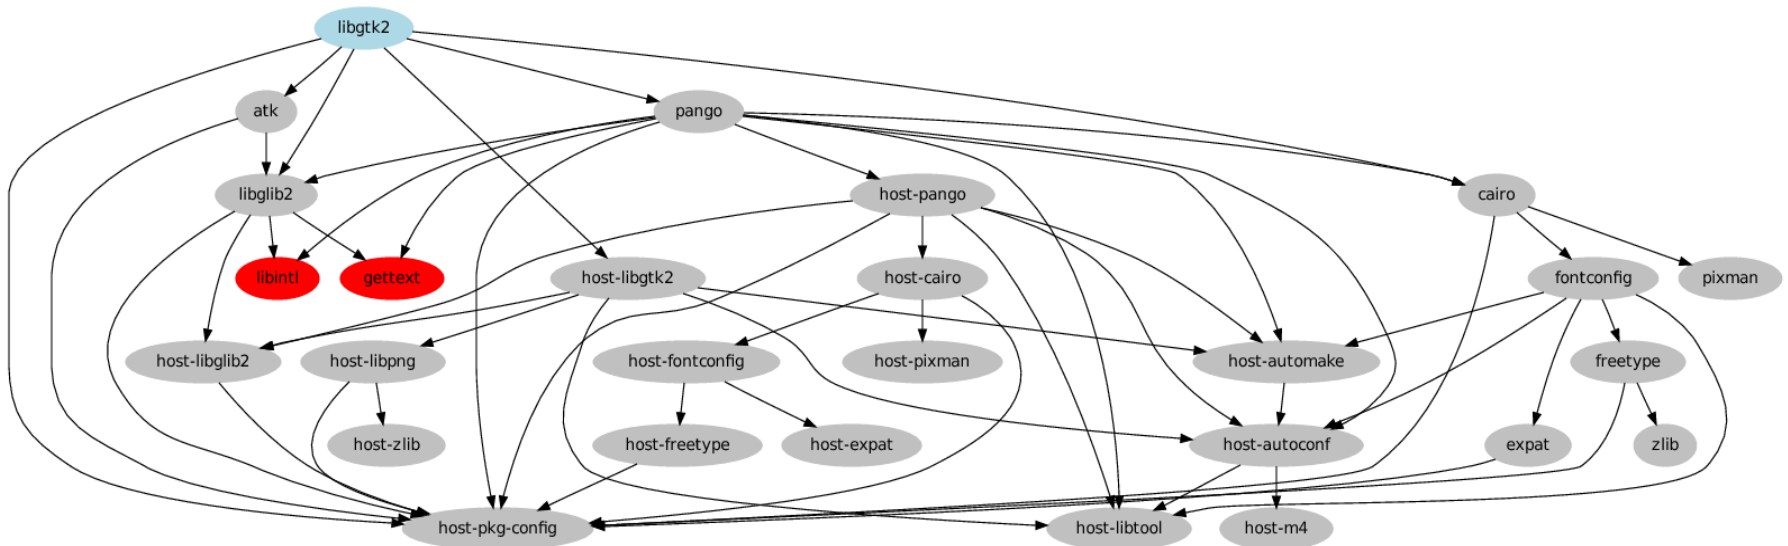 libgtk2
atk
pango
libglib2
host-pango
cairo
libintl
gettext
host-libgtk2
host-cairo
fontconfig
pixman
host-libglib2
host-libpng
host-fontconfig
host-pixman
host-automake
freetype
host-zlib
host-freetype
host-expat
host-autoconf
expat
zlib
host-pkg-config
host-libtool
host-m4